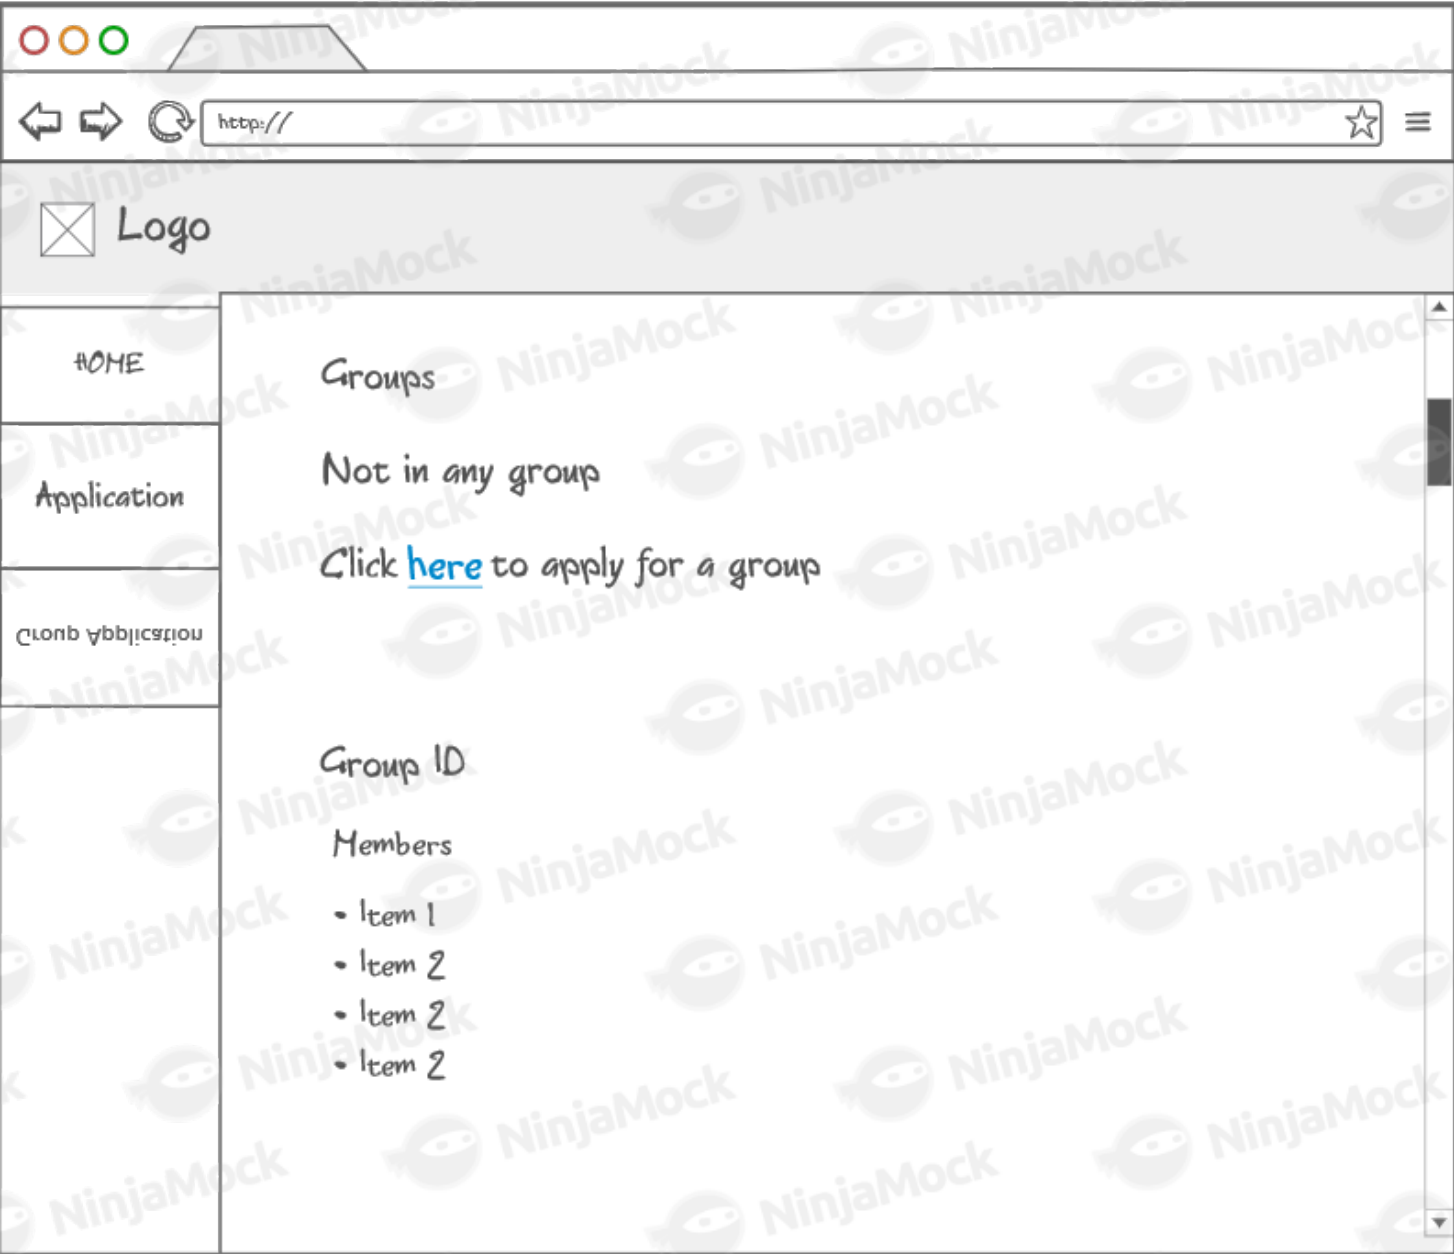 http://
Logo
HOME
Application
Group Application
Groups
Not in any group
Click here to apply for a group
Group ID
Members
• Item 1
• Item 2
• Item 2
• Item 2
NinjaMock